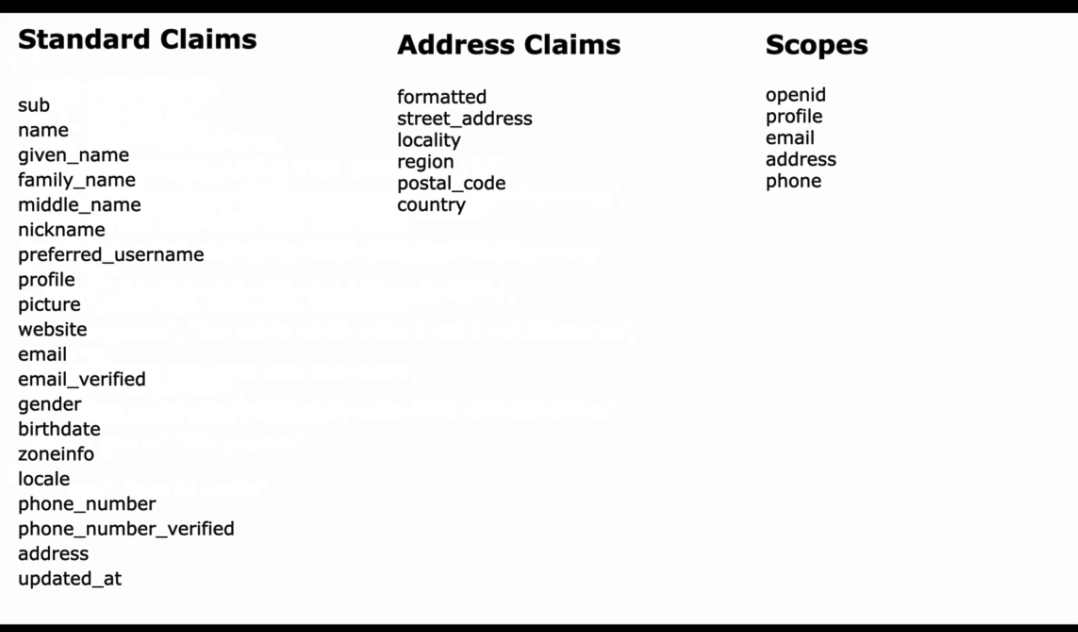 Standard Claims
sub
name
given_name
family_name
middle_name
nickname
preferred_username
profile
picture
website
email
email_verified
gender
birthdate
zoneinfo
locale
phone_number
phone_number_verified
address
updated_at
Address Claims
formatted
street_address
locality
region
postal_code
country
Scopes
openid
profile
email
address
phone